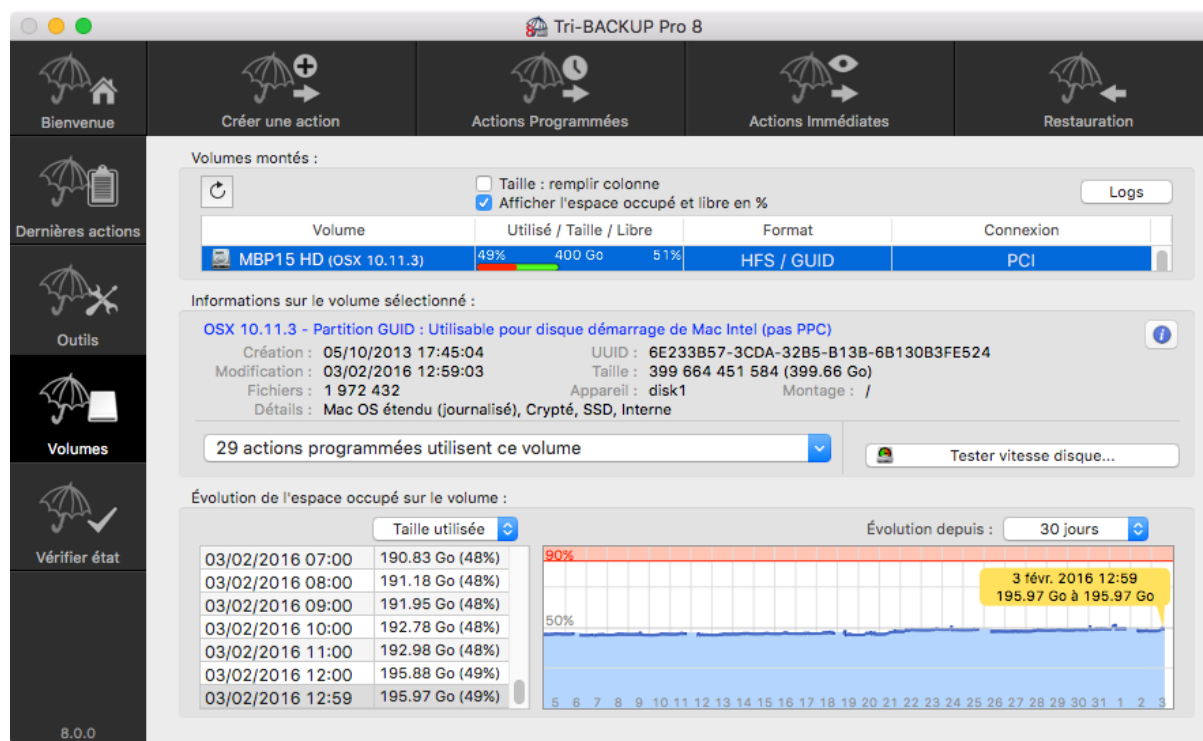 Tri-BACKUP Pro 8
Bienvenue
Créer une action
Actions Programmées
Actions Immédiates
Restauration
Dernières actions
Outils
Volumes
Vérifier état
8.0.0
Volumes montés :
Taille : remplir colonne
Afficher l'espace occupé et libre en %
Logs
Volume Utilisé / Taille / Libre Format Connexion
MBP15 HD (OSX 10.11.3) 49% 400 Go 51% HFS / GUID PCI
Informations sur le volume sélectionné :
OSX 10.11.3 - Partition GUID : Utilisable pour disque démarrage de Mac Intel (pas PPC)
Création : 05/10/2013 17:45:04 UUID : 6E233B57-3CDA-32B5-B13B-6B130B3FE524
Modification : 03/02/2016 12:59:03 Taille : 399 664 451 584 (399.66 Go)
Fichiers : 1 972 432 Appareil : disk1 Montage : /
Détails : Mac OS étendu (journalisé), Crypté, SSD, Interne
29 actions programmées utilisent ce volume
Tester vitesse disque...
Évolution de l'espace occupé sur le volume :
Taille utilisée
Évolution depuis : 30 jours
03/02/2016 07:00 190.83 Go (48%)
03/02/2016 08:00 191.18 Go (48%)
03/02/2016 09:00 191.95 Go (48%)
03/02/2016 10:00 192.78 Go (48%)
03/02/2016 11:00 192.98 Go (48%)
03/02/2016 12:00 195.88 Go (49%)
03/02/2016 12:59 195.97 Go (49%)
90%
3 févr. 2016 12:59
195.97 Go à 195.97 Go
50%
5 6 7 8 9 10 11 12 13 14 15 16 17 18 19 20 21 22 23 24 25 26 27 28 29 30 31 1 2 3